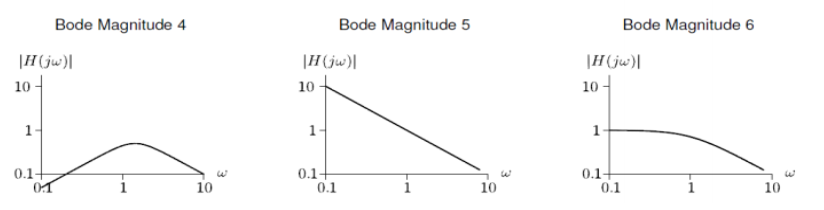 Bode Magnitude 4
|H(jω)|
10
1
0.1
0.1
1
10
ω
Bode Magnitude 5
|H(jω)|
10
1
0.1
0.1
1
10
ω
Bode Magnitude 6
|H(jω)|
10
1
0.1
0.1
1
10
ω